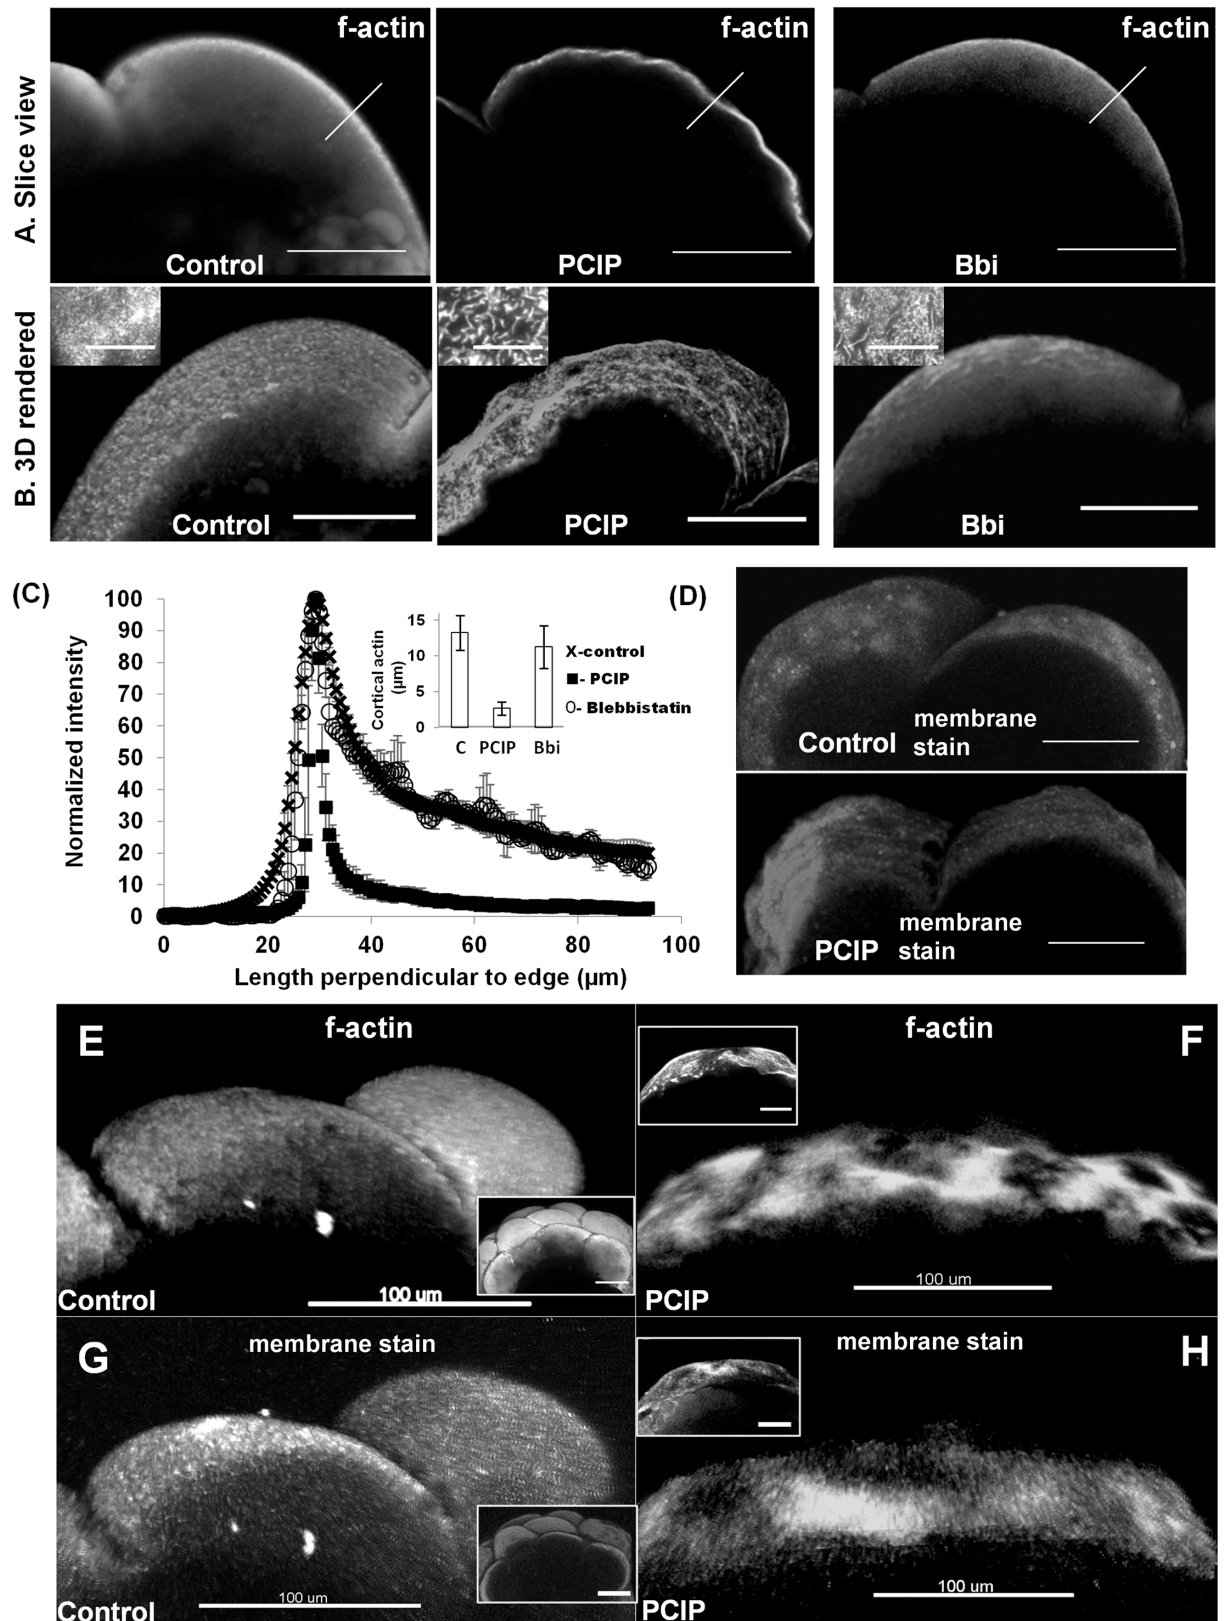 f-actin
f-actin
f-actin
A. Slice view
Control
PCIP
Bbi
B. 3D rendered
Control
PCIP
Bbi
(C)
Normalized intensity
100
90
80
70
60
50
40
30
20
10
0
0
20
40
60
80
100
Length perpendicular to edge (µm)
Cortical actin
(µm)
15
10
5
0
C
PCIP
Bbi
X-control
■- PCIP
O- Blebbistatin
(D)
Control
membrane
stain
PCIP
membrane
stain
E
f-actin
Control
100 um
f-actin
F
PCIP
100 um
G
membrane stain
Control
100 um
membrane stain
H
PCIP
100 um